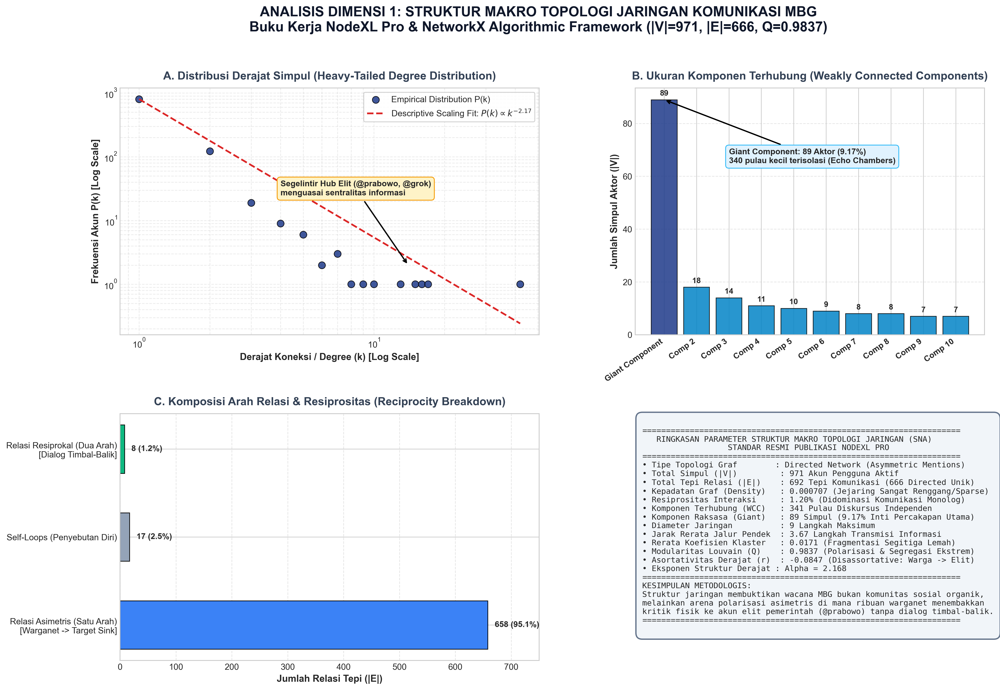 ANALISIS DIMENSI 1: STRUKTUR MAKRO TOPOLOGI JARINGAN KOMUNIKASI MBG
Buku Kerja NodeXL Pro & NetworkX Algorithmic Framework (|V|=971, |E|=666, Q=0.9837)
A. Distribusi Derajat Simpul (Heavy-Tailed Degree Distribution)
Frekuensi Akun P(k) [Log Scale]
10^3
10^2
10^1
10^0
Empirical Distribution P(k)
Descriptive Scaling Fit: P(k) ∝ k^−2.17
Segelintir Hub Elit (@prabowo, @grok)
menguasai sentralitas informasi
10^0
10^1
Derajat Koneksi / Degree (k) [Log Scale]
B. Ukuran Komponen Terhubung (Weakly Connected Components)
Jumlah Simpul Aktor (|V|)
80
60
40
20
0
89
18
14
11
10
9
8
8
7
7
Giant Component: 89 Aktor (9.17%)
340 pulau kecil terisolasi (Echo Chambers)
Giant Component
Comp 2
Comp 3
Comp 4
Comp 5
Comp 6
Comp 7
Comp 8
Comp 9
Comp 10
C. Komposisi Arah Relasi & Resiprositas (Reciprocity Breakdown)
Relasi Resiprokal (Dua Arah)
[Dialog Timbal-Balik]
8 (1.2%)
Self-Loops (Penyebutan Diri)
17 (2.5%)
Relasi Asimetris (Satu Arah)
[Warganet -> Target Sink]
658 (95.1%)
0
100
200
300
400
500
600
700
Jumlah Relasi Tepi (|E|)
===================================================================
RINGKASAN PARAMETER STRUKTUR MAKRO TOPOLOGI JARINGAN (SNA)
STANDAR RESMI PUBLIKASI NODEXL PRO
===================================================================
• Tipe Topologi Graf : Directed Network (Asymmetric Mentions)
• Total Simpul (|V|) : 971 Akun Pengguna Aktif
• Total Tepi Relasi (|E|) : 692 Tepi Komunikasi (666 Directed Unik)
• Kepadatan Graf (Density) : 0.000707 (Jejaring Sangat Renggang/Sparse)
• Resiprositas Interaksi : 1.20% (Didominasi Komunikasi Monolog)
• Komponen Terhubung (WCC) : 341 Pulau Diskursus Independen
• Komponen Raksasa (Giant) : 89 Simpul (9.17% Inti Percakapan Utama)
• Diameter Jaringan : 9 Langkah Maksimum
• Jarak Rerata Jalur Pendek : 3.67 Langkah Transmisi Informasi
• Rerata Koefisien Klaster : 0.0171 (Fragmentasi Segitiga Lemah)
• Modularitas Louvain (Q) : 0.9837 (Polarisasi & Segregasi Ekstrem)
• Asortativitas Derajat (r) : -0.0847 (Disassortative: Warga -> Elit)
• Eksponen Struktur Derajat : Alpha = 2.168
===================================================================
KESIMPULAN METODOLOGIS:
Struktur jaringan membuktikan wacana MBG bukan komunitas sosial organik,
melainkan arena polarisasi asimetris di mana ribuan warganet menembakkan
kritik fisik ke akun elit pemerintah (@prabowo) tanpa dialog timbal-balik.
===================================================================